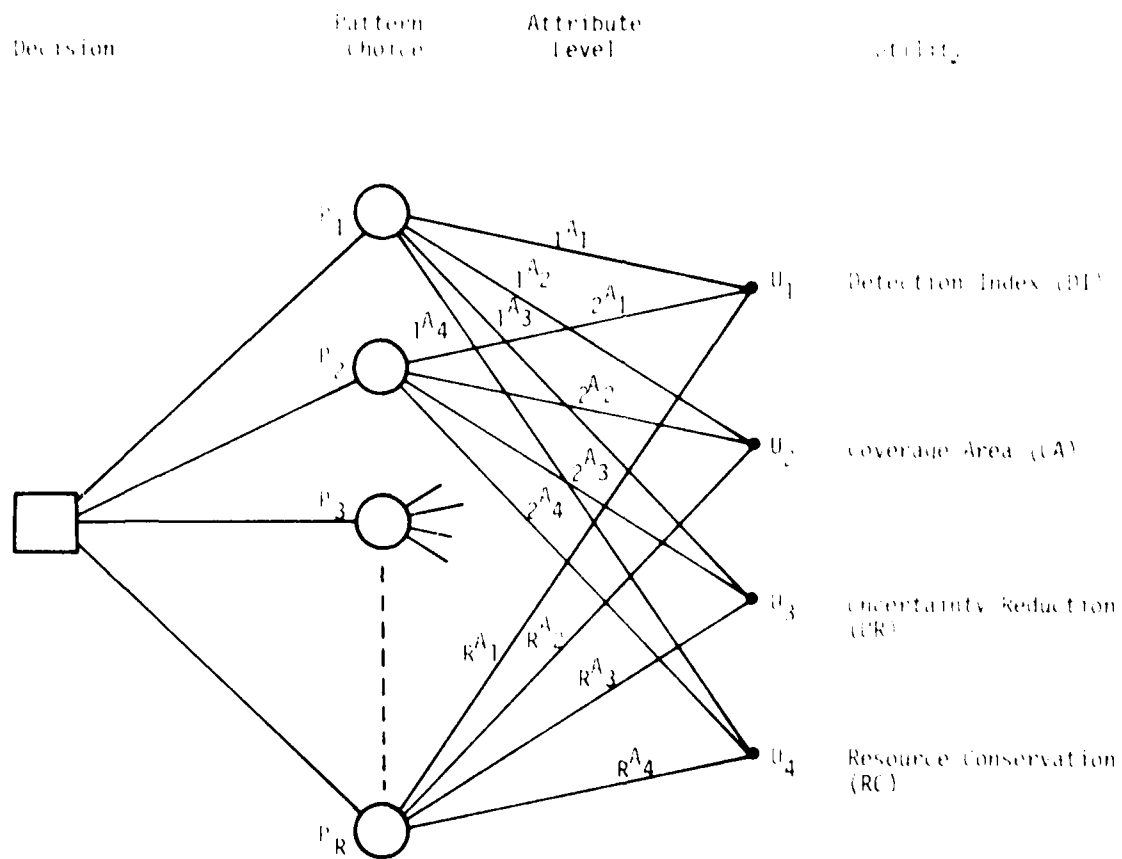 Decision
Pattern
Choice
Attribute
level
Utility
P1
P2
P3
PR
1A1
1A2
1A3
1A4
2A1
2A2
2A3
2A4
RA1
RA2
RA3
RA4
U1 Detection Index (DI)
U2 Coverage Area (CA)
U3 Uncertainty Reduction
(UR)
U4 Resource Conservation
(RC)